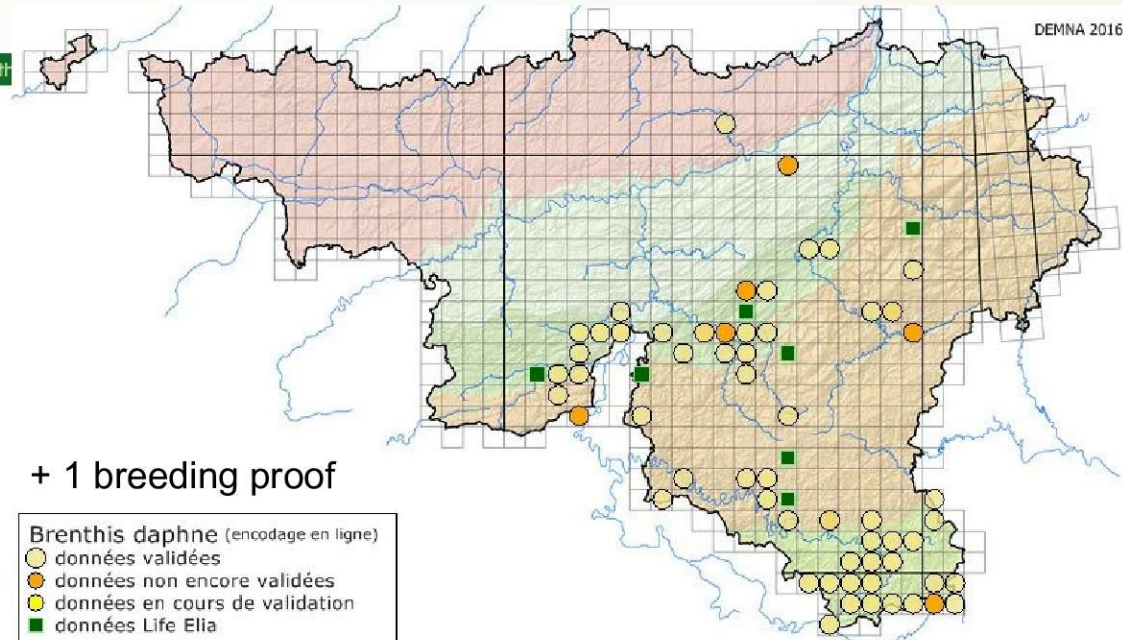 DEMNA 2016
th
+ 1 breeding proof
Brenthis daphne (encodage en ligne)
données validées
données non encore validées
données en cours de validation
données Life Elia